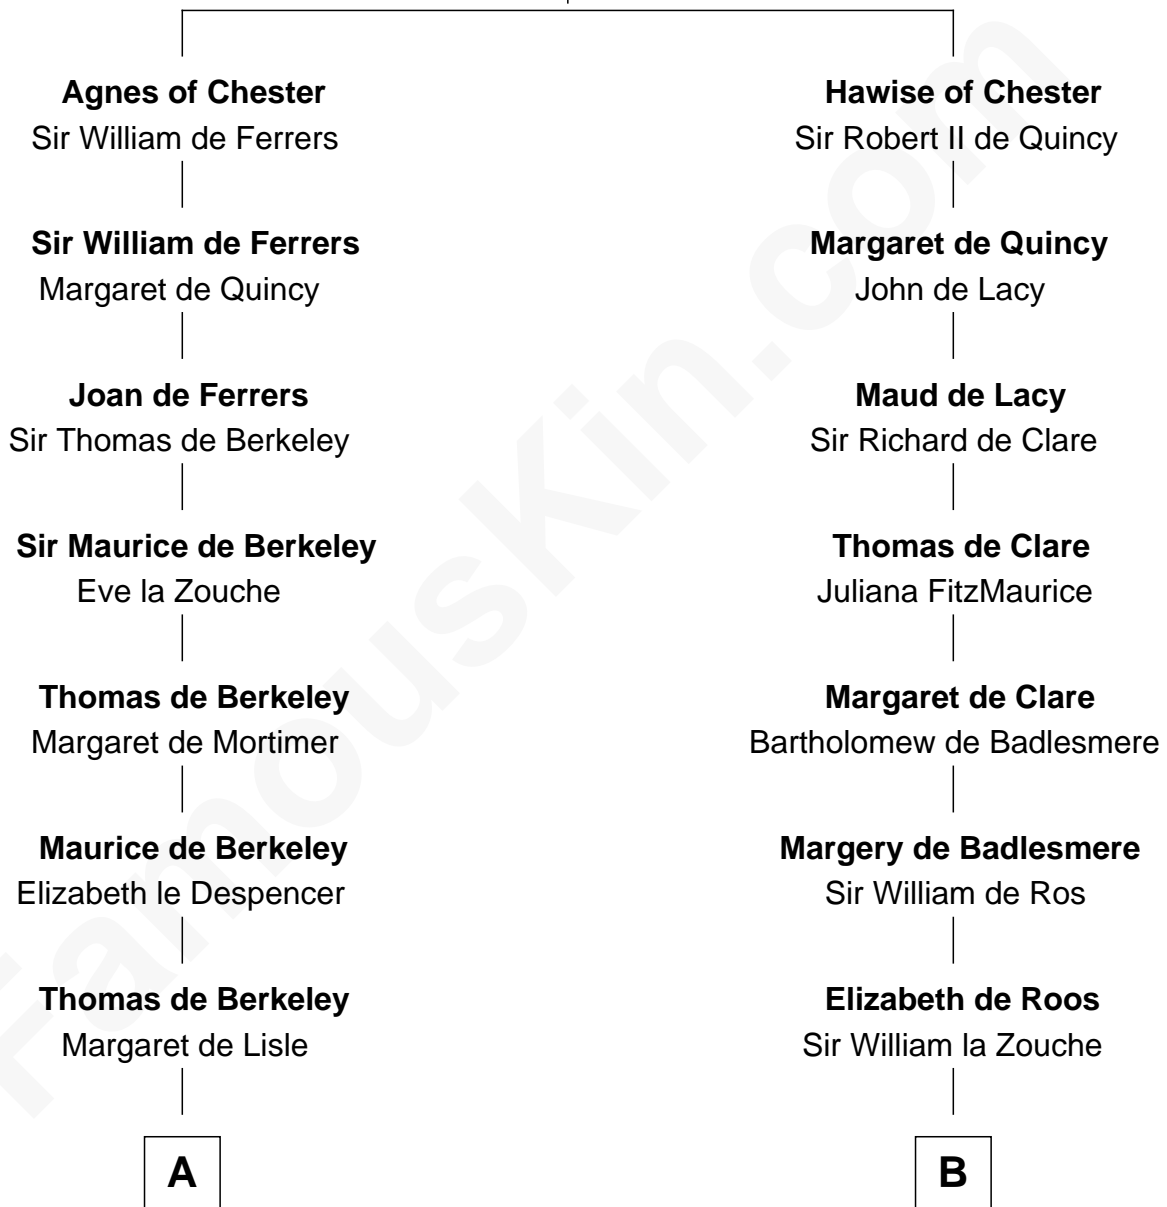 Agnes of Chester
Sir William de Ferrers
Hawise of Chester
Sir Robert II de Quincy
Sir William de Ferrers
Margaret de Quincy
Margaret de Quincy
John de Lacy
Joan de Ferrers
Sir Thomas de Berkeley
Maud de Lacy
Sir Richard de Clare
Sir Maurice de Berkeley
Eve la Zouche
Thomas de Clare
Juliana FitzMaurice
Thomas de Berkeley
Margaret de Mortimer
Margaret de Clare
Bartholomew de Badlesmere
Maurice de Berkeley
Elizabeth le Despencer
Margery de Badlesmere
Sir William de Ros
Thomas de Berkeley
Margaret de Lisle
Elizabeth de Roos
Sir William la Zouche
A
B
FamousKin.com